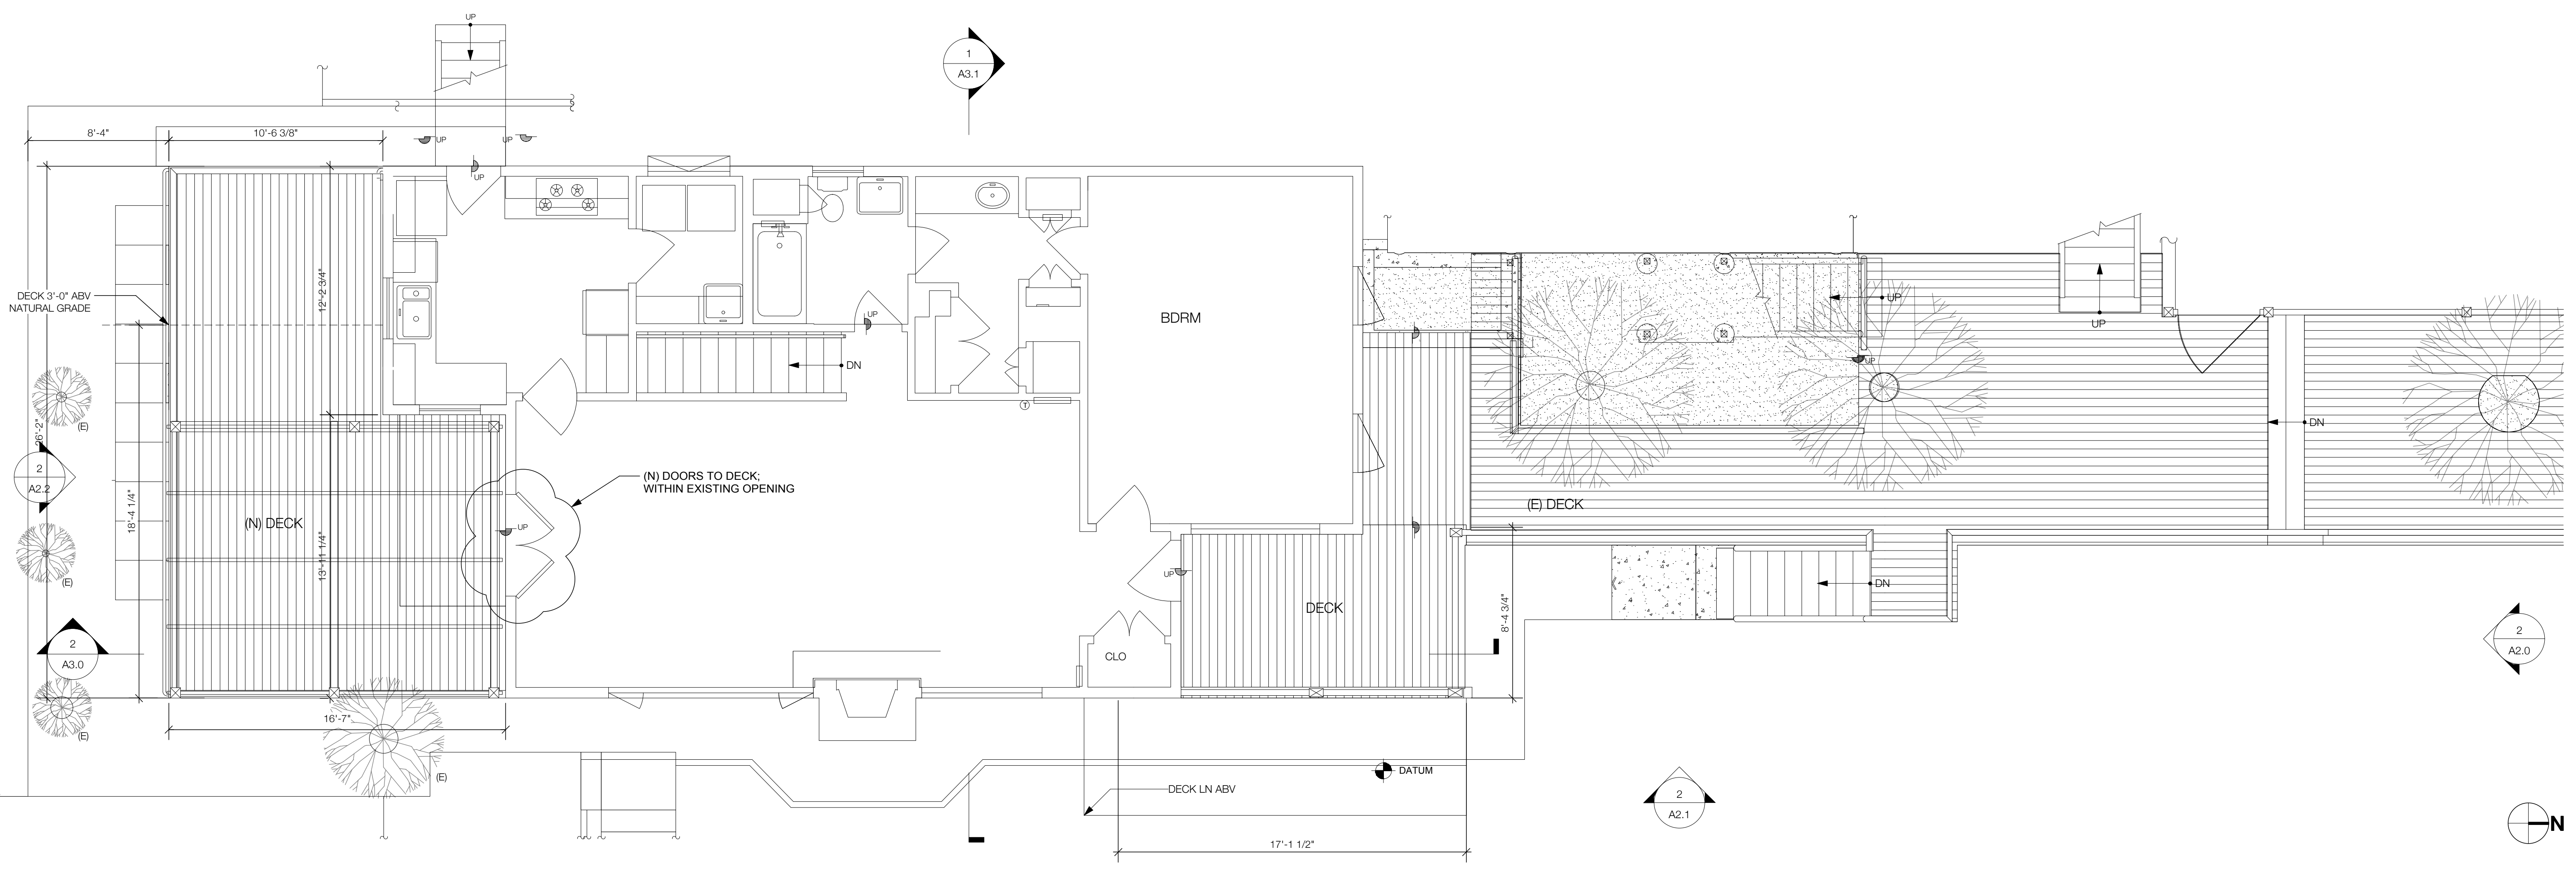 UP
1
A3.1
8'-4"
10'-6 3/8"
UP
UP
UP
DECK 3'-0" ABV
NATURAL GRADE
12'-2 3/4"
UP
BDRM
UP
UP
DN
UP
(E)
T
DN
26'-2"
2
A2.2
(N) DOORS TO DECK;
WITHIN EXISTING OPENING
18'-4 1/4"
(N) DECK
UP
(E) DECK
13'-11 1/4"
(E)
UP
DN
DECK
8'-4 3/4"
2
A3.0
CLO
2
A2.0
16'-7"
(E)
(E)
DATUM
DECK LN ABV
2
A2.1
N
17'-1 1/2"